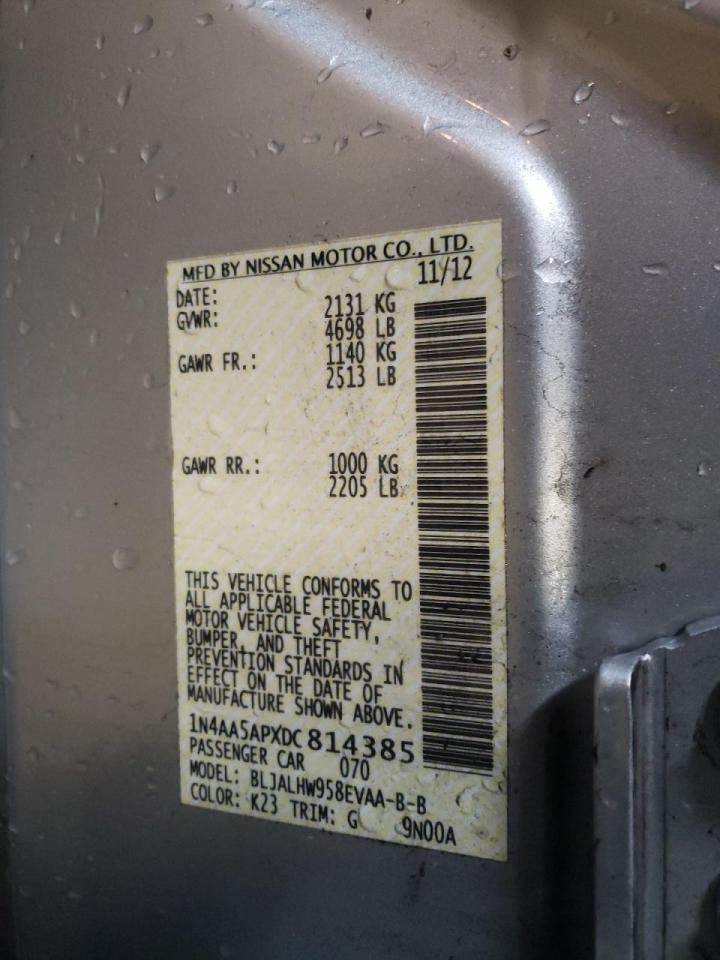 MFD BY NISSAN MOTOR CO., LTD.
DATE: 11/12
GVWR: 2131 KG
4698 LB
GAWR FR.: 1140 KG
2513 LB
GAWR RR.: 1000 KG
2205 LB
THIS VEHICLE CONFORMS TO
ALL APPLICABLE FEDERAL
MOTOR VEHICLE SAFETY,
BUMPER, AND THEFT
PREVENTION STANDARDS IN
EFFECT ON THE DATE OF
MANUFACTURE SHOWN ABOVE.
1N4AA5APXDC814385
PASSENGER CAR 070
MODEL: BLJALHW958EVAA-B-B
COLOR: K23 TRIM: G 9N00A